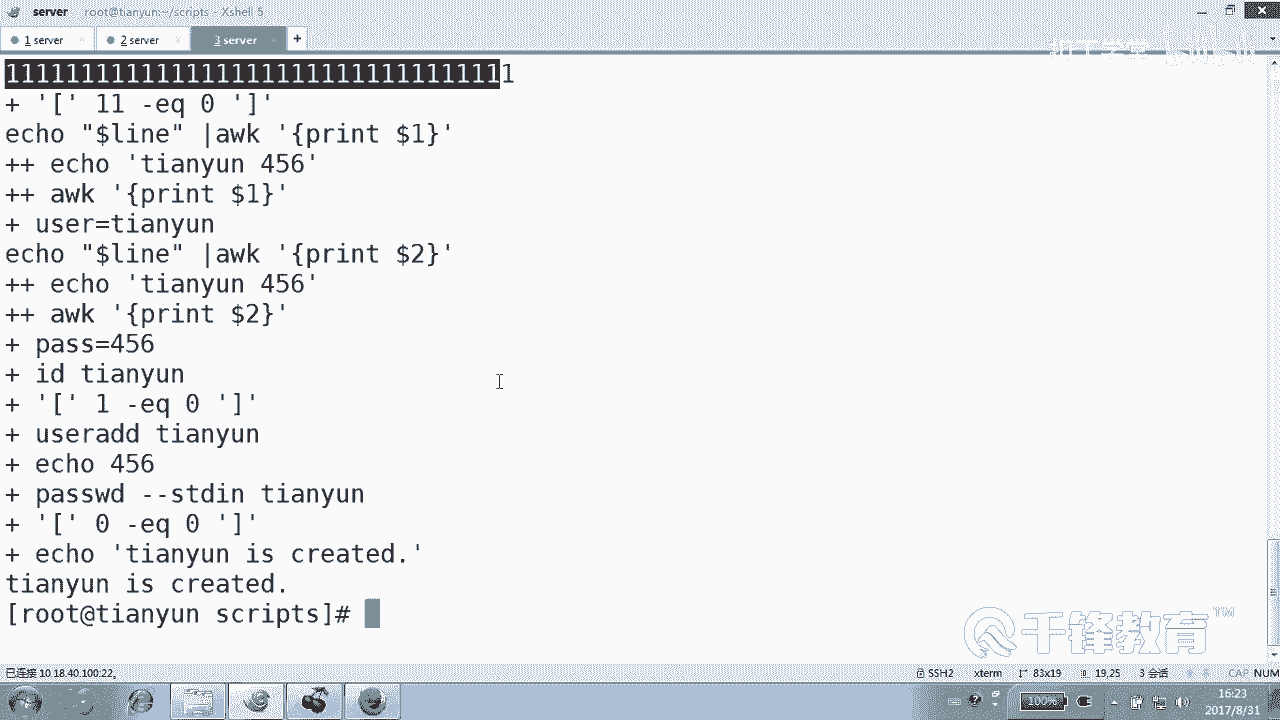 server root@tianyun:~/scripts - Xshell 5
1 server 2 server 3 server +
1111111111111111111111111111111111
+ '[' 11 -eq 0 ']'
echo "$line" |awk '{print $1}'
++ echo 'tianyun 456'
++ awk '{print $1}'
+ user=tianyun
echo "$line" |awk '{print $2}'
++ echo 'tianyun 456'
++ awk '{print $2}'
+ pass=456
+ id tianyun
+ '[' 1 -eq 0 ']'
+ useradd tianyun
+ echo 456
+ passwd --stdin tianyun
+ '[' 0 -eq 0 ']'
+ echo 'tianyun is created.'
tianyun is created.
[root@tianyun scripts]#
千锋教育™
已连接 10.18.40.100:22。 SSH2 xterm 83x19 19,25 3 会话 CAP NUM
100% 16:23
2017/8/31